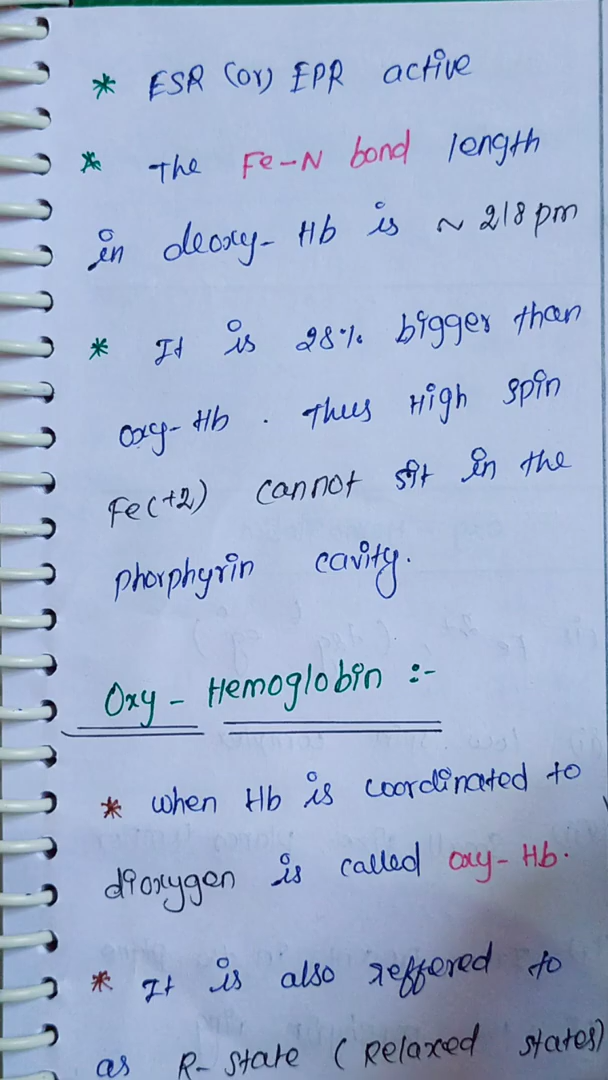 * ESR (or) EPR active
* The Fe-N bond length
in deoxy- Hb is ~ 218 pm
* It is 28% bigger than
oxy- Hb . Thus High spin
Fe(+2) cannot sit in the
phorphyrin cavity.
Oxy - Hemoglobin :-
* when Hb is coordinated to
dioxygen is called oxy- Hb.
* It is also reffered to
as R- state ( Relaxed states)